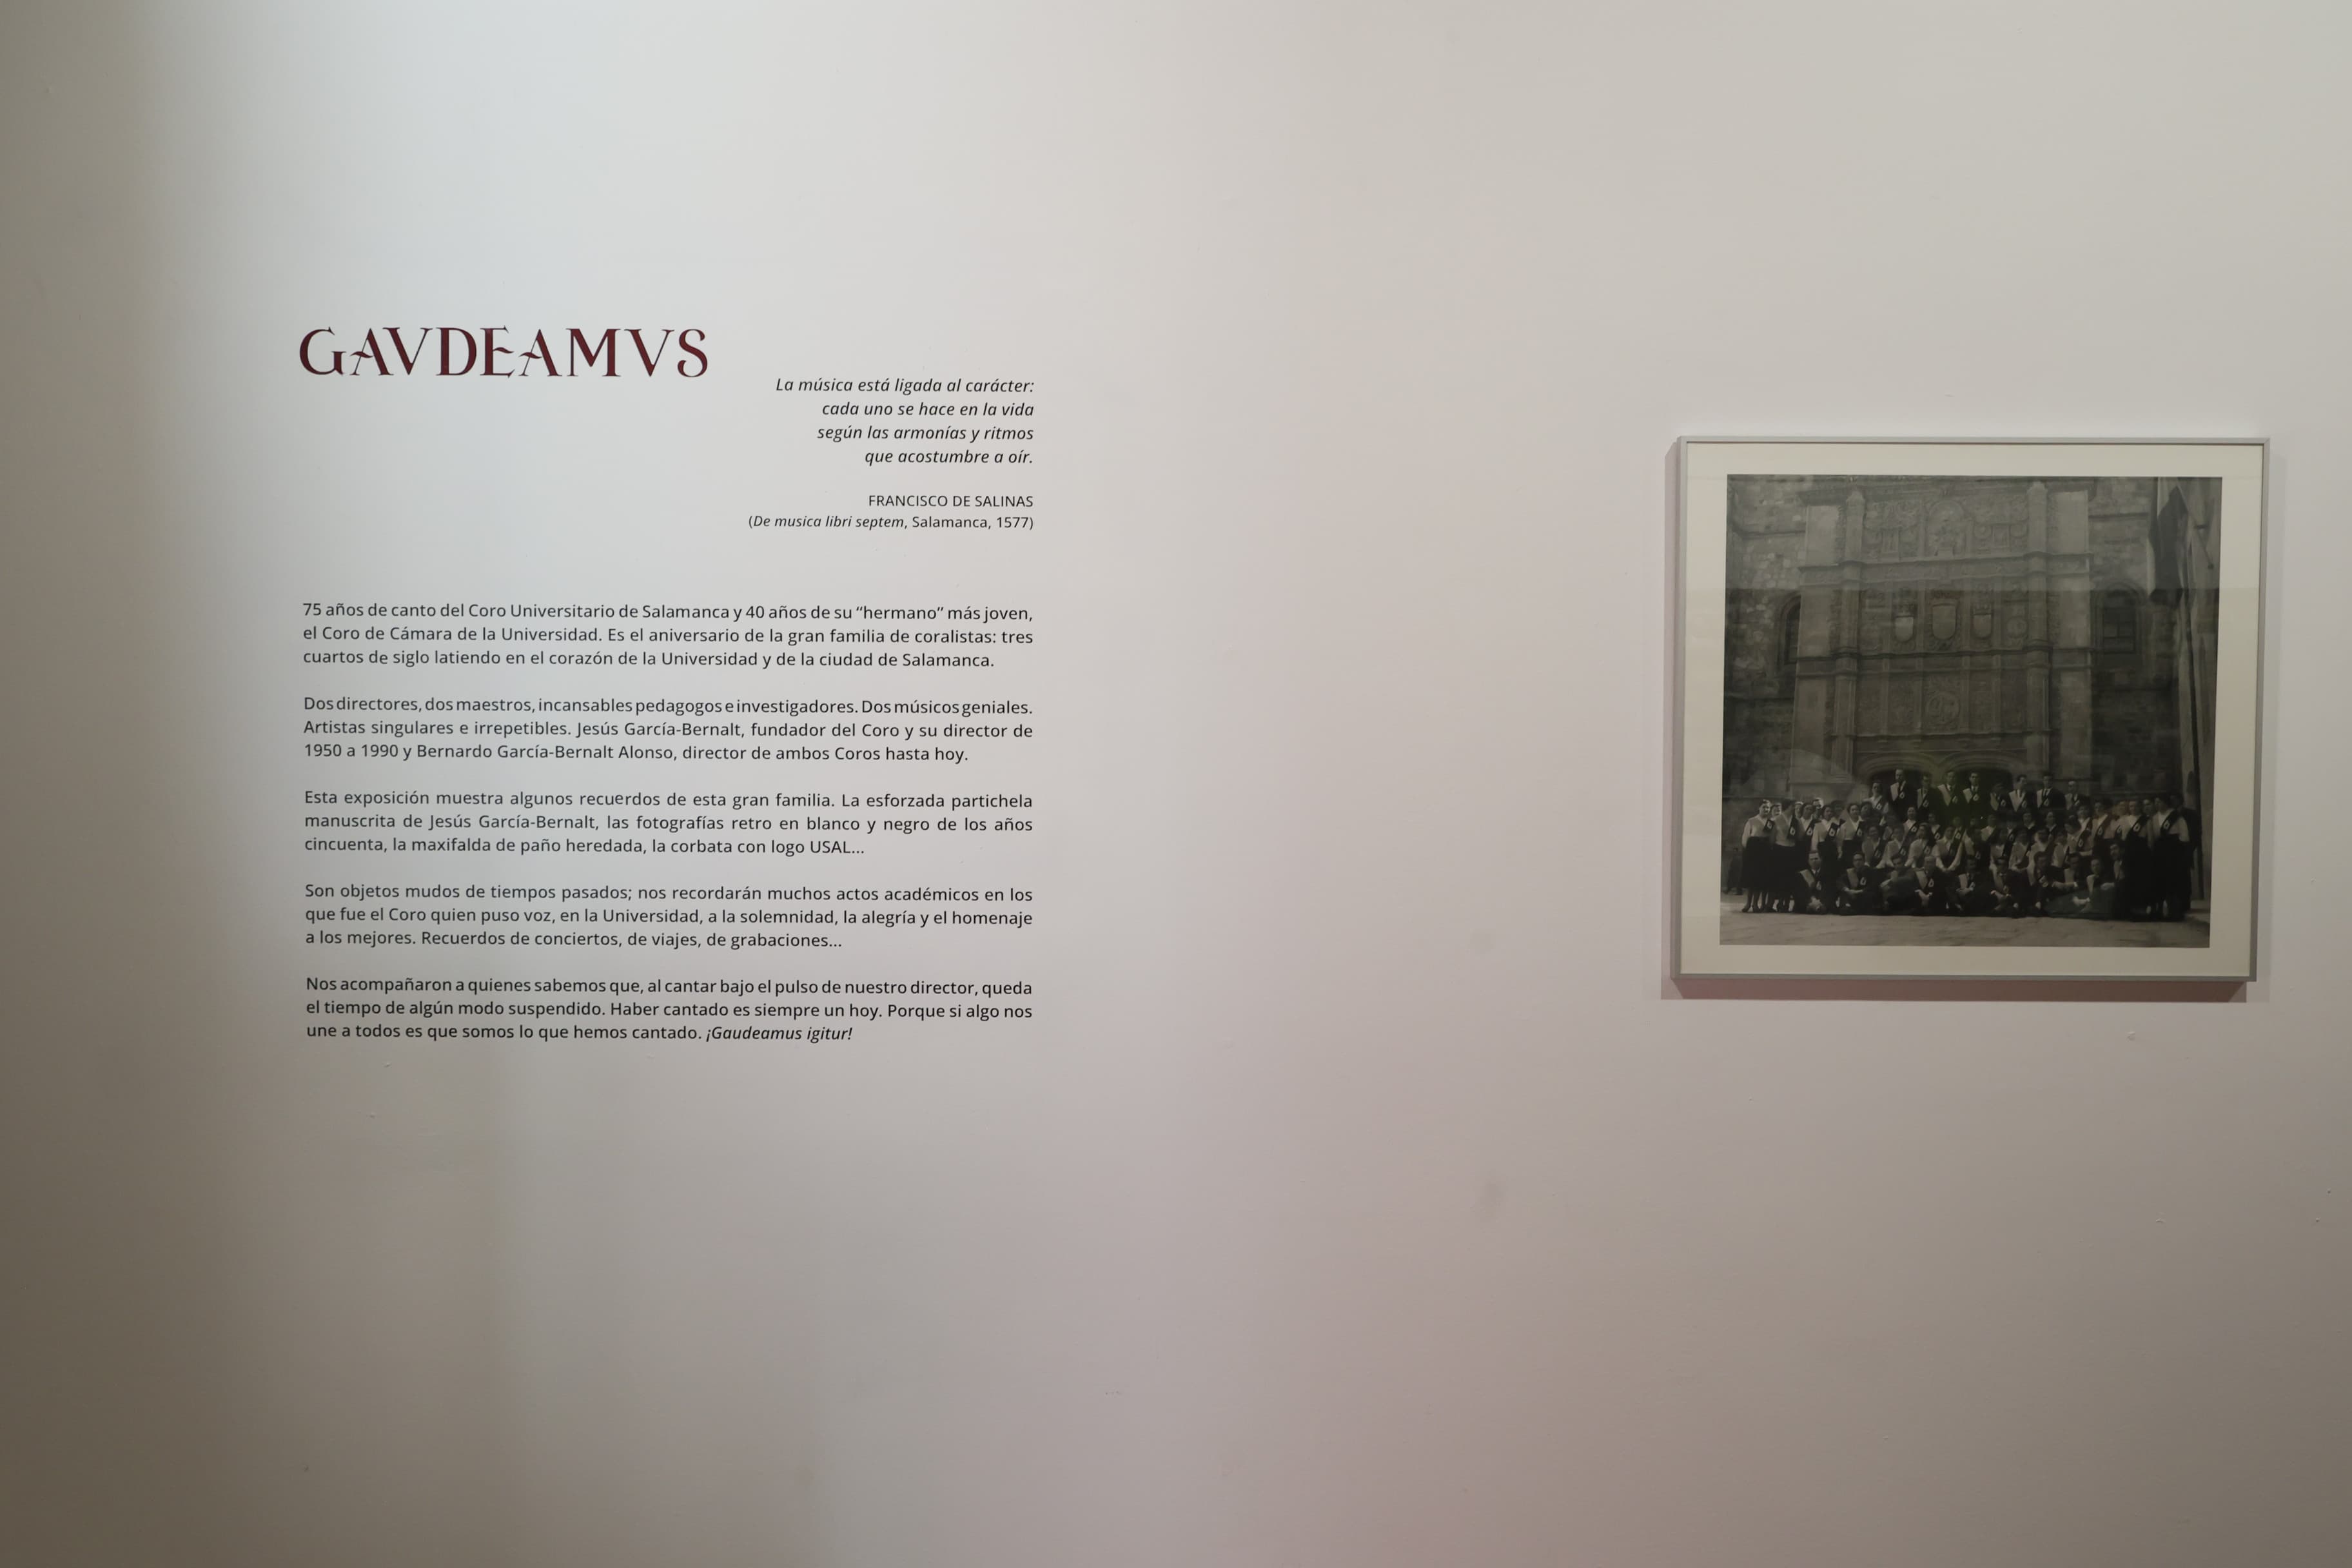 GAVDEAMVS
La música está ligada al carácter:
cada uno se hace en la vida
según las armonías y ritmos
que acostumbre a oír.
FRANCISCO DE SALINAS
(De musica libri septem, Salamanca, 1577)
75 años de canto del Coro Universitario de Salamanca y 40 años de su “hermano” más joven,
el Coro de Cámara de la Universidad. Es el aniversario de la gran familia de coralistas: tres
cuartos de siglo latiendo en el corazón de la Universidad y de la ciudad de Salamanca.
Dos directores, dos maestros, incansables pedagogos e investigadores. Dos músicos geniales.
Artistas singulares e irrepetibles. Jesús García-Bernalt, fundador del Coro y su director de
1950 a 1990 y Bernardo García-Bernalt Alonso, director de ambos Coros hasta hoy.
Esta exposición muestra algunos recuerdos de esta gran familia. La esforzada partichela
manuscrita de Jesús García-Bernalt, las fotografías retro en blanco y negro de los años
cincuenta, la maxifalda de paño heredada, la corbata con logo USAL...
Son objetos mudos de tiempos pasados; nos recordarán muchos actos académicos en los
que fue el Coro quien puso voz, en la Universidad, a la solemnidad, la alegría y el homenaje
a los mejores. Recuerdos de conciertos, de viajes, de grabaciones...
Nos acompañaron a quienes sabemos que, al cantar bajo el pulso de nuestro director, queda
el tiempo de algún modo suspendido. Haber cantado es siempre un hoy. Porque si algo nos
une a todos es que somos lo que hemos cantado. ¡Gaudeamus igitur!